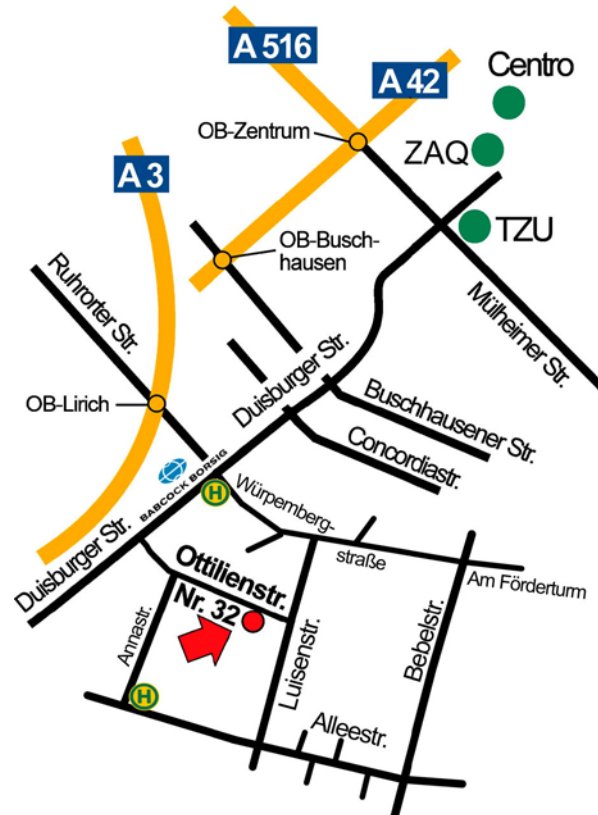 A 516
A 42
Centro
OB-Zentrum
ZAQ
A 3
TZU
OB-Busch-
hausen
Ruhrorter Str.
Mülheimer Str.
Duisburger Str.
OB-Lirich
Buschhausener Str.
Concordiastr.
BABCOCK BORSIG
H
Würpemberg-
straße
Duisburger Str.
Am Förderturm
Ottilienstr.
Nr. 32
Annastr.
Luisenstr.
Bebelstr.
H
Alleestr.